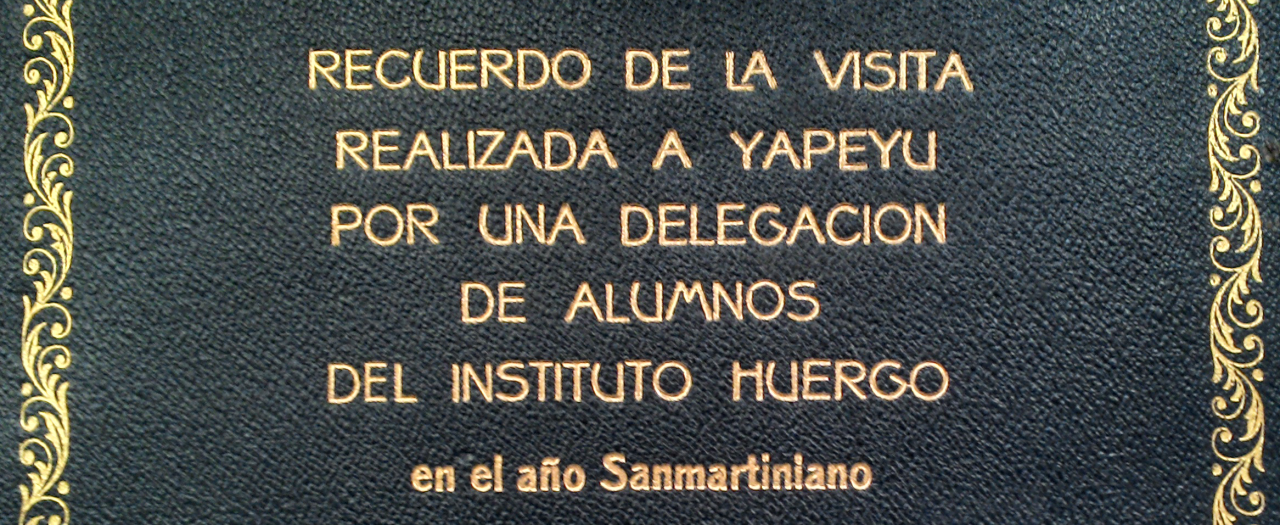 RECUERDO DE LA VISITA
REALIZADA A YAPEYU
POR UNA DELEGACION
DE ALUMNOS
DEL INSTITUTO HUERGO
en el año Sanmartiniano